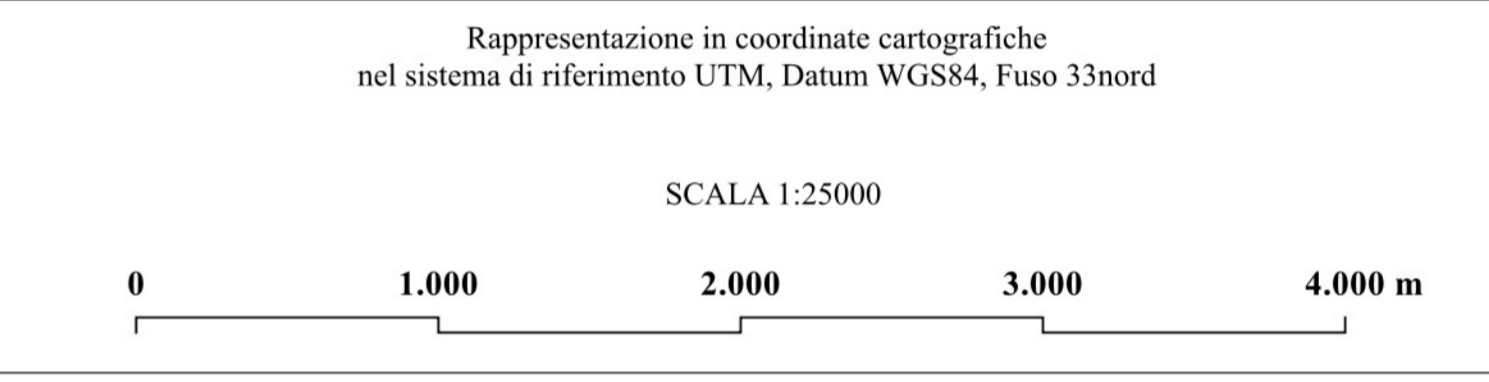 Rappresentazione in coordinate cartografiche
nel sistema di riferimento UTM, Datum WGS84, Fuso 33nord
SCALA 1:25000
0 1.000 2.000 3.000 4.000 m